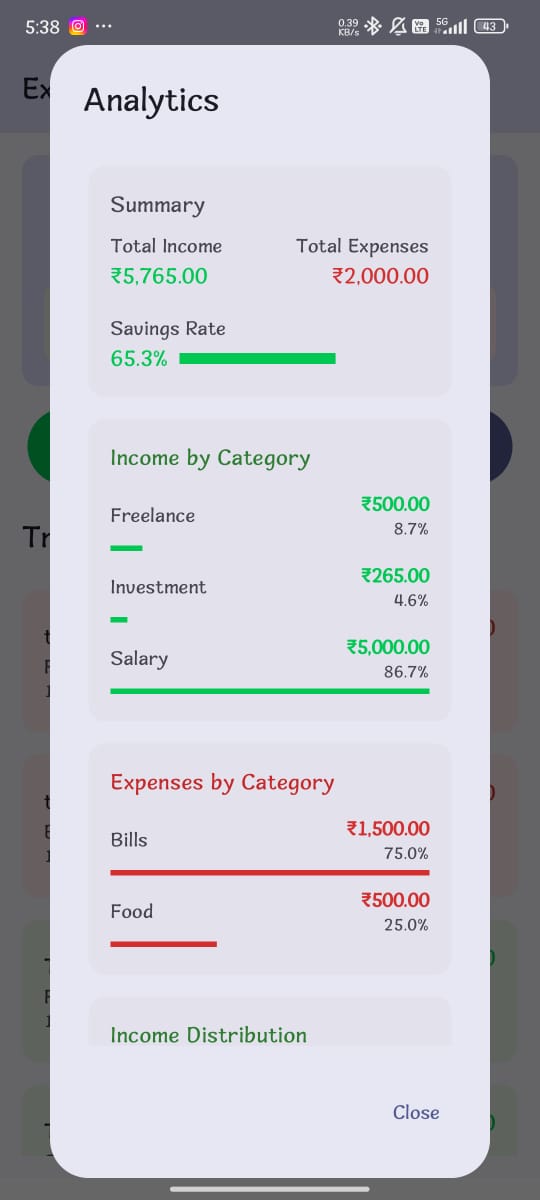 5:38
0.39
KB/s
Vo
LTE
5G
43
Ex
Analytics
Summary
Total Income Total Expenses
₹5,765.00 ₹2,000.00
Savings Rate
65.3%
Income by Category
Freelance ₹500.00
8.7%
Investment ₹265.00
4.6%
Salary ₹5,000.00
86.7%
Expenses by Category
Bills ₹1,500.00
75.0%
Food ₹500.00
25.0%
Income Distribution
Close
Tr